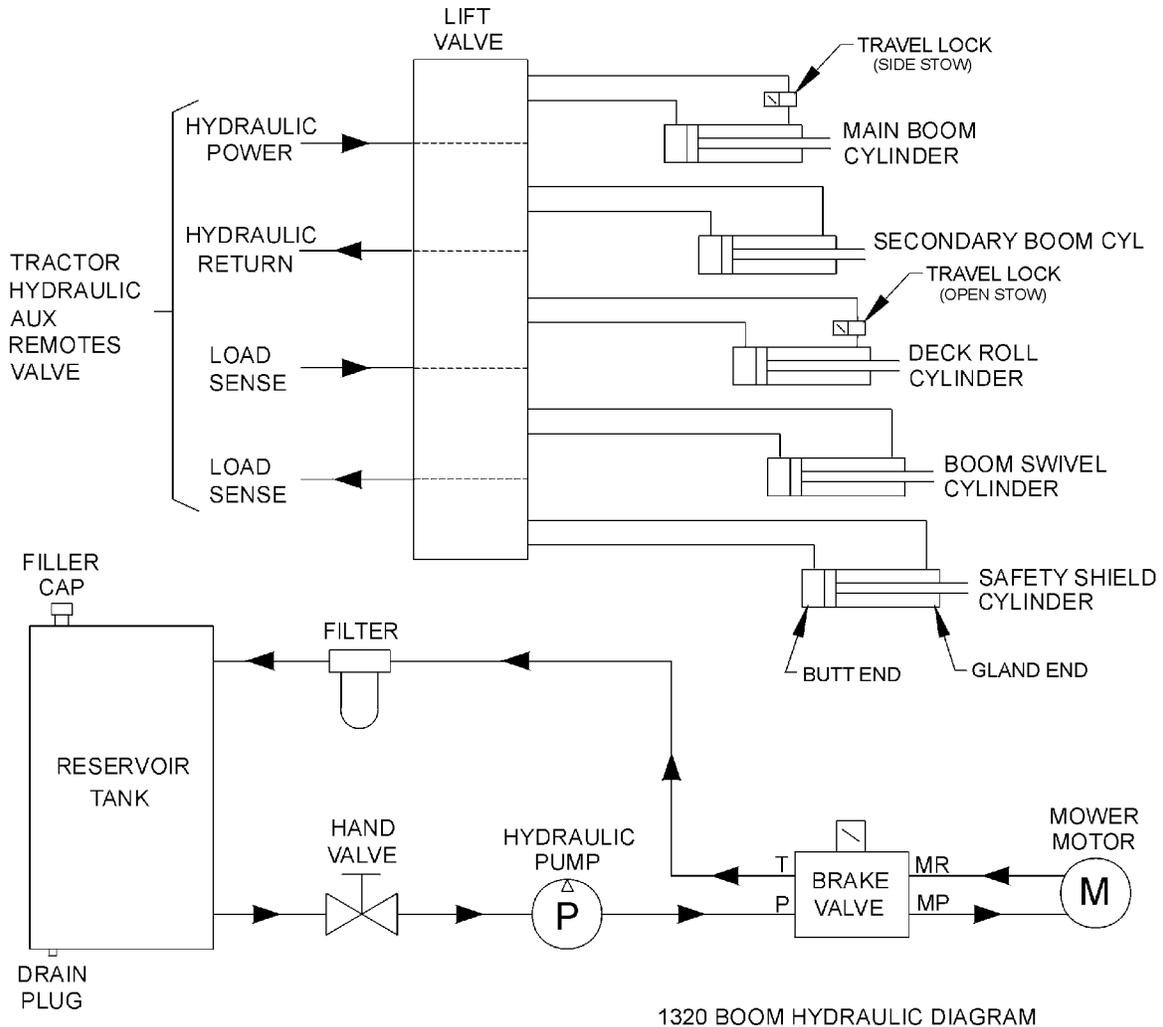 LIFT
VALVE
TRAVEL LOCK
(SIDE STOW)
HYDRAULIC
POWER
MAIN BOOM
CYLINDER
HYDRAULIC
RETURN
SECONDARY BOOM CYL
TRACTOR
HYDRAULIC
AUX
REMOTES
VALVE
TRAVEL LOCK
(OPEN STOW)
LOAD
SENSE
DECK ROLL
CYLINDER
LOAD
SENSE
BOOM SWIVEL
CYLINDER
SAFETY SHIELD
CYLINDER
BUTT END
GLAND END
FILLER
CAP
FILTER
RESERVOIR
TANK
HAND
VALVE
HYDRAULIC
PUMP
P
T
P
BRAKE
VALVE
MR
MP
MOWER
MOTOR
M
DRAIN
PLUG
1320 BOOM HYDRAULIC DIAGRAM